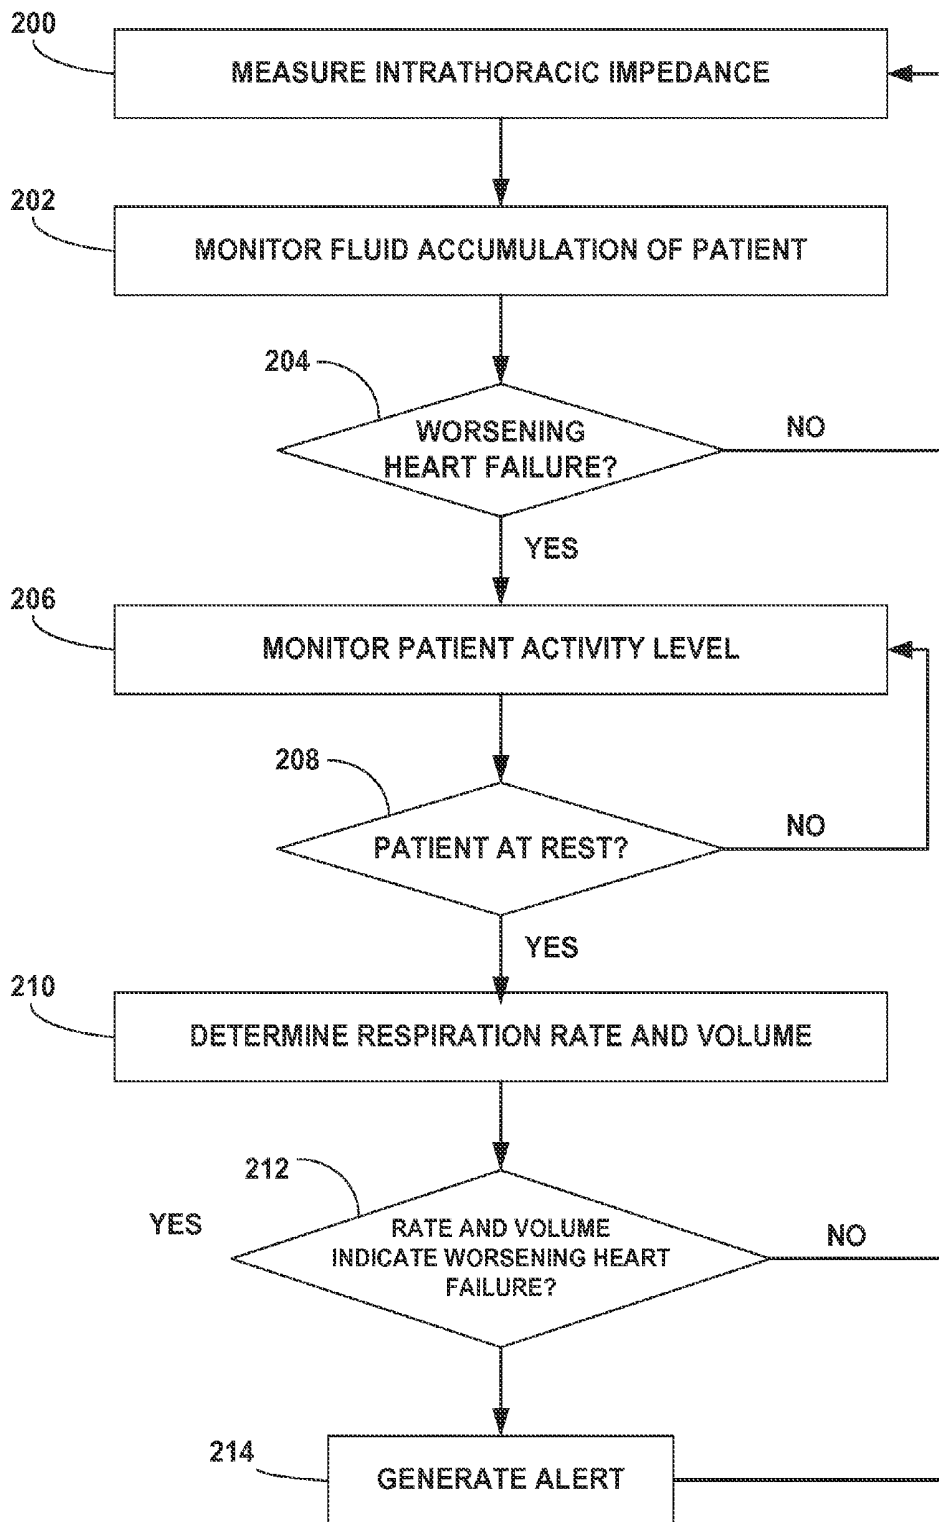 200
MEASURE INTRATHORACIC IMPEDANCE
202
MONITOR FLUID ACCUMULATION OF PATIENT
204
WORSENING
HEART FAILURE?
NO
YES
206
MONITOR PATIENT ACTIVITY LEVEL
208
PATIENT AT REST?
NO
YES
210
DETERMINE RESPIRATION RATE AND VOLUME
212
YES
RATE AND VOLUME
INDICATE WORSENING HEART
FAILURE?
NO
214
GENERATE ALERT